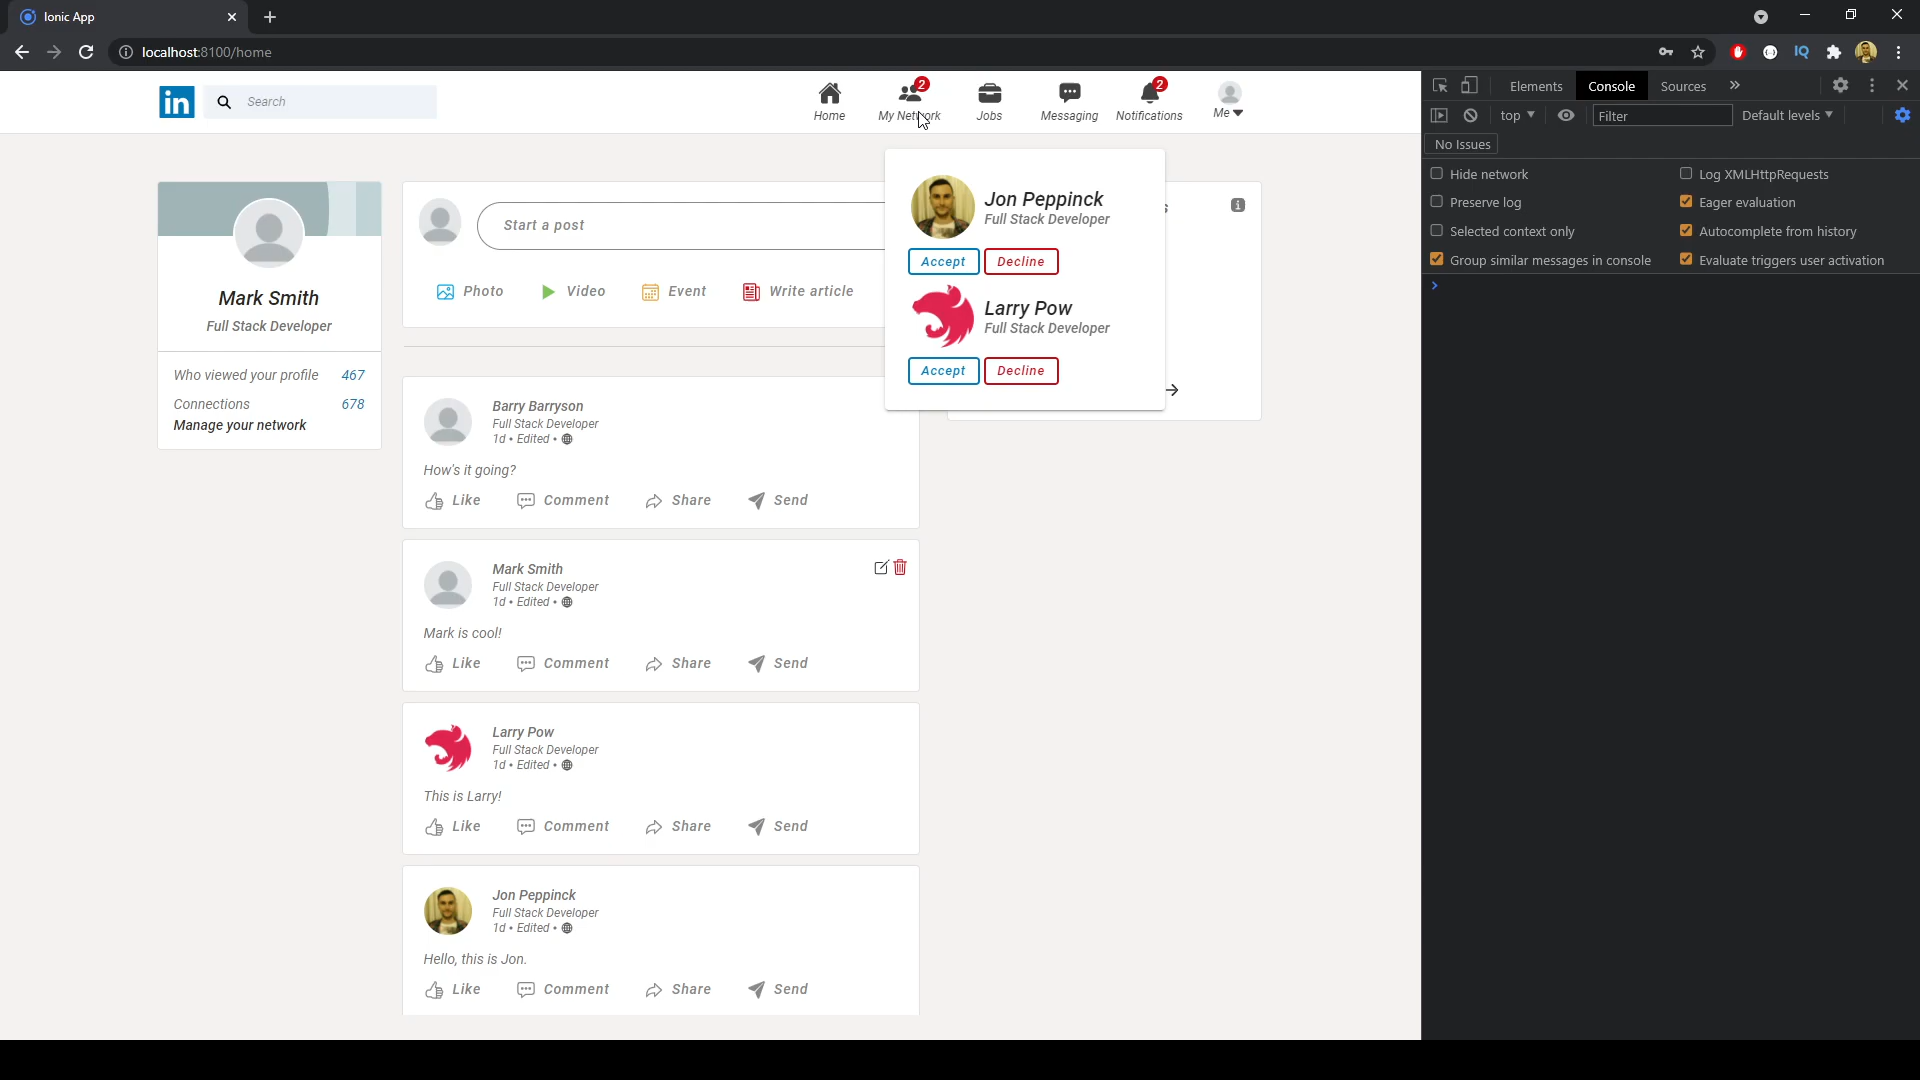 Ionic App
localhost:8100/home
IQ
in
Search
Home
2
My Network
Jobs
Messaging
2
Notifications
Me
Mark Smith
Full Stack Developer
Who viewed your profile 467
Connections 678
Manage your network
Start a post
Photo Video Event Write article
Jon Peppinck
Full Stack Developer
Accept Decline
Larry Pow
Full Stack Developer
Accept Decline
s
Barry Barryson
Full Stack Developer
1d • Edited •
How's it going?
Like Comment Share Send
Mark Smith
Full Stack Developer
1d • Edited •
Mark is cool!
Like Comment Share Send
Larry Pow
Full Stack Developer
1d • Edited •
This is Larry!
Like Comment Share Send
Jon Peppinck
Full Stack Developer
1d • Edited •
Hello, this is Jon.
Like Comment Share Send
Elements Console Sources »
top Filter Default levels
No Issues
Hide network Log XMLHttpRequests
Preserve log Eager evaluation
Selected context only Autocomplete from history
Group similar messages in console Evaluate triggers user activation